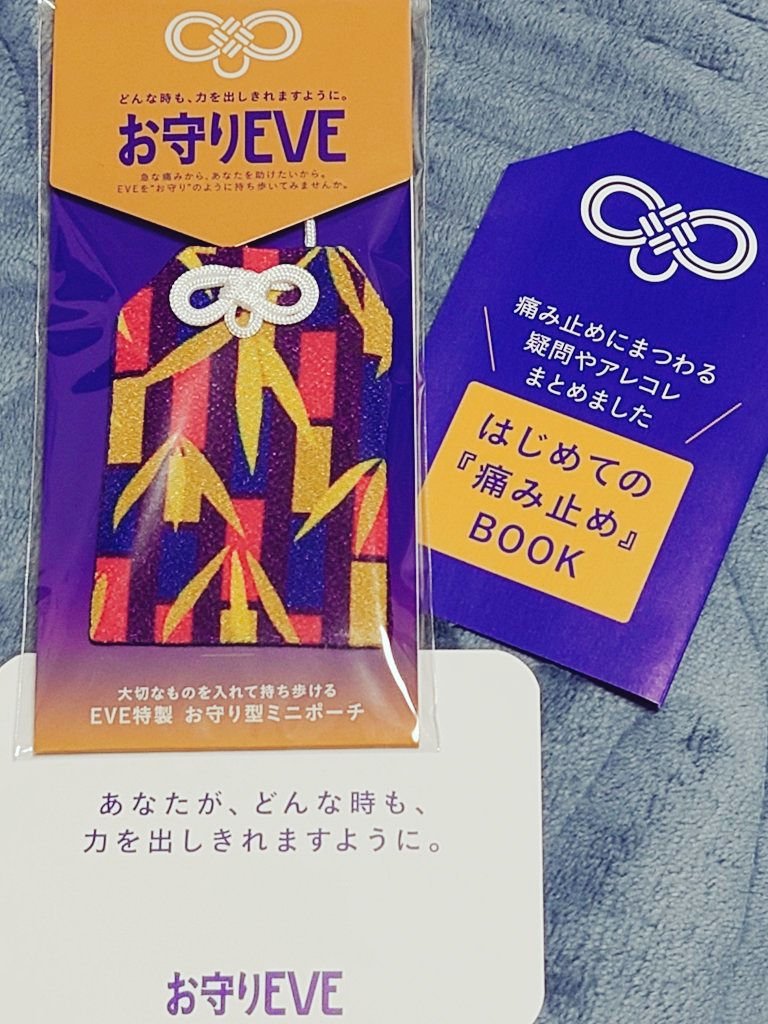 どんな時も、力を出しきれますように。
お守りEVE
急な痛みから、あなたを助けたいから。
EVEを"お守り"のように持ち歩いてみませんか。
大切なものを入れて持ち歩ける
EVE特製 お守り型ミニポーチ
痛み止めにまつわる
疑問やアレコレ
まとめました
はじめての
『痛み止め』
BOOK
あなたが、どんな時も、
力を出しきれますように。
お守りEVE